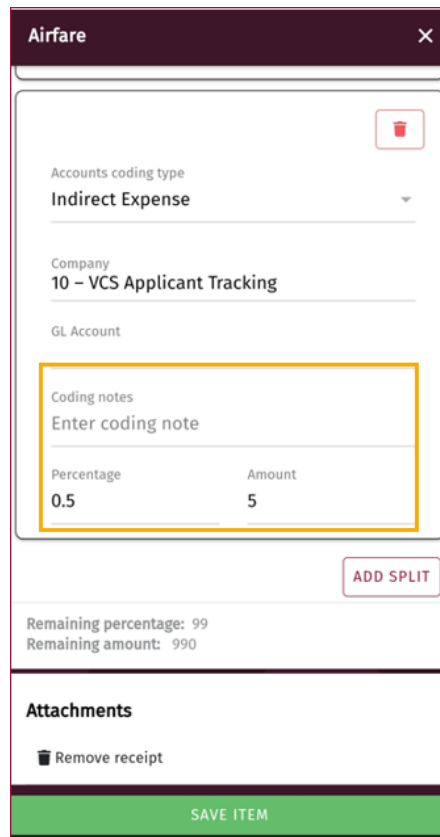 Airfare
Accounts coding type
Indirect Expense
Company
10 – VCS Applicant Tracking
GL Account
Coding notes
Enter coding note
Percentage Amount
0.5 5
ADD SPLIT
Remaining percentage: 99
Remaining amount: 990
Attachments
Remove receipt
SAVE ITEM